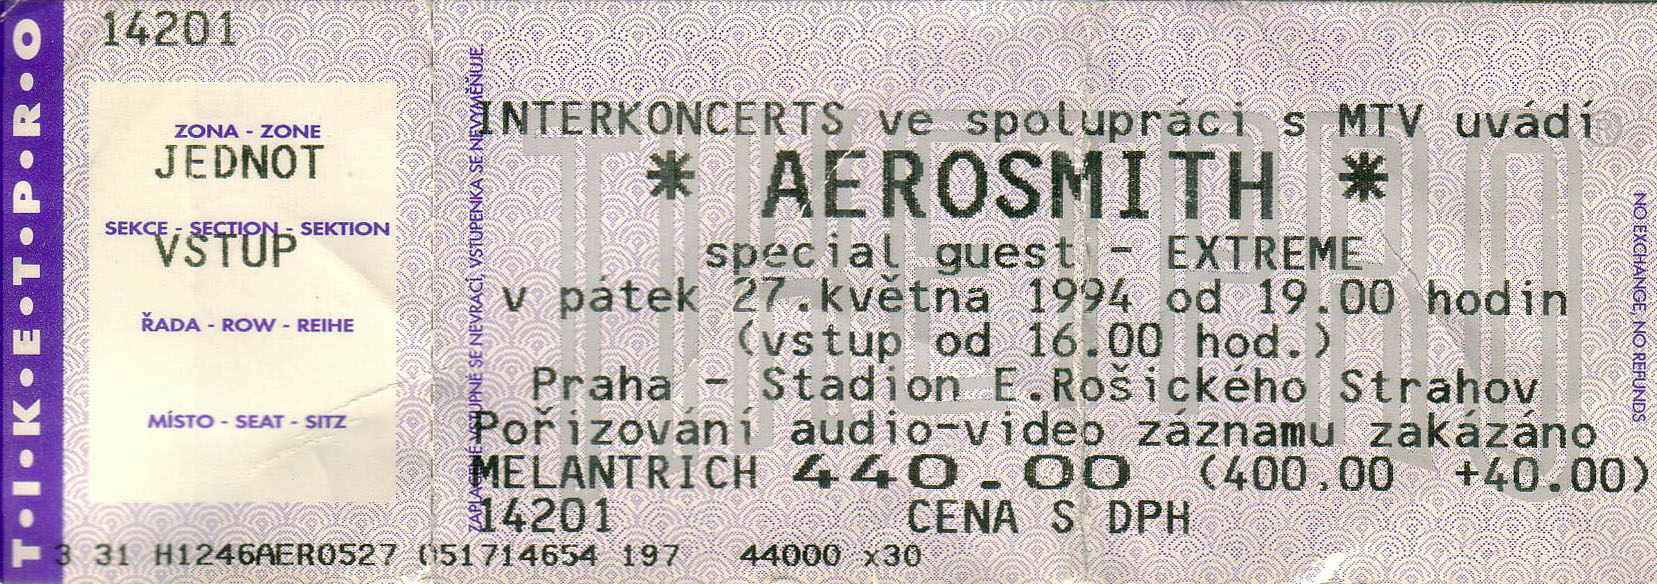 T·I·K·E·T·P·R·O
14201
ZONA - ZONE
JEDNOT
SEKCE - SECTION - SEKTION
VSTUP
ŘADA - ROW - REIHE
MÍSTO - SEAT - SITZ
ZAPLACENÉ VSTUPNÉ SE NEVRACÍ, VSTUPENKA SE NEVYMĚŇUJE.
INTERKONCERTS ve spolupráci s MTV uvádí
* AEROSMITH *
special guest - EXTREME
v pátek 27.května 1994 od 19.00 hodin
(vstup od 16.00 hod.)
Praha - Stadion E.Rošického Strahov
Pořizování audio-video záznamu zakázáno
MELANTRICH 440.00 (400,00 +40.00)
14201 CENA S DPH
3 31 H1246AER0527 051714654 197 44000 x30
NO EXCHANGE, NO REFUNDS